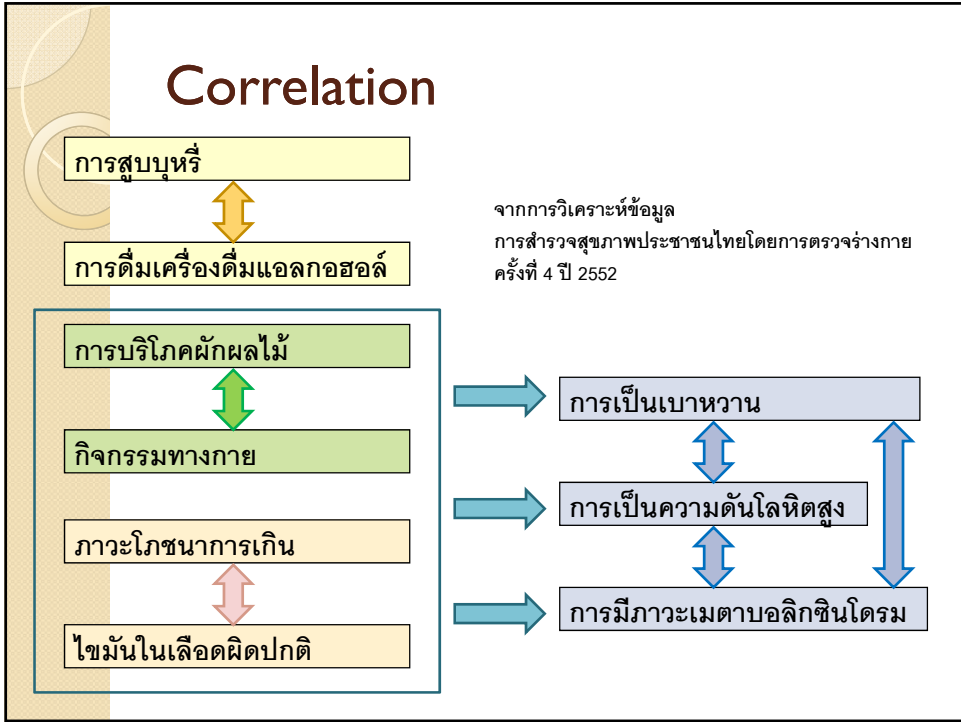 Correlation
การสูบบุหรี่
การดื่มเครื่องดื่มแอลกอฮอล์
จากการวิเคราะห์ข้อมูล
การสำรวจสุขภาพประชาชนไทยโดยการตรวจร่างกาย
ครั้งที่ 4 ปี 2552
การบริโภคผักผลไม้
กิจกรรมทางกาย
ภาวะโภชนาการเกิน
ไขมันในเลือดผิดปกติ
การเป็นเบาหวาน
การเป็นความดันโลหิตสูง
การมีภาวะเมตาบอลิกซินโดรม